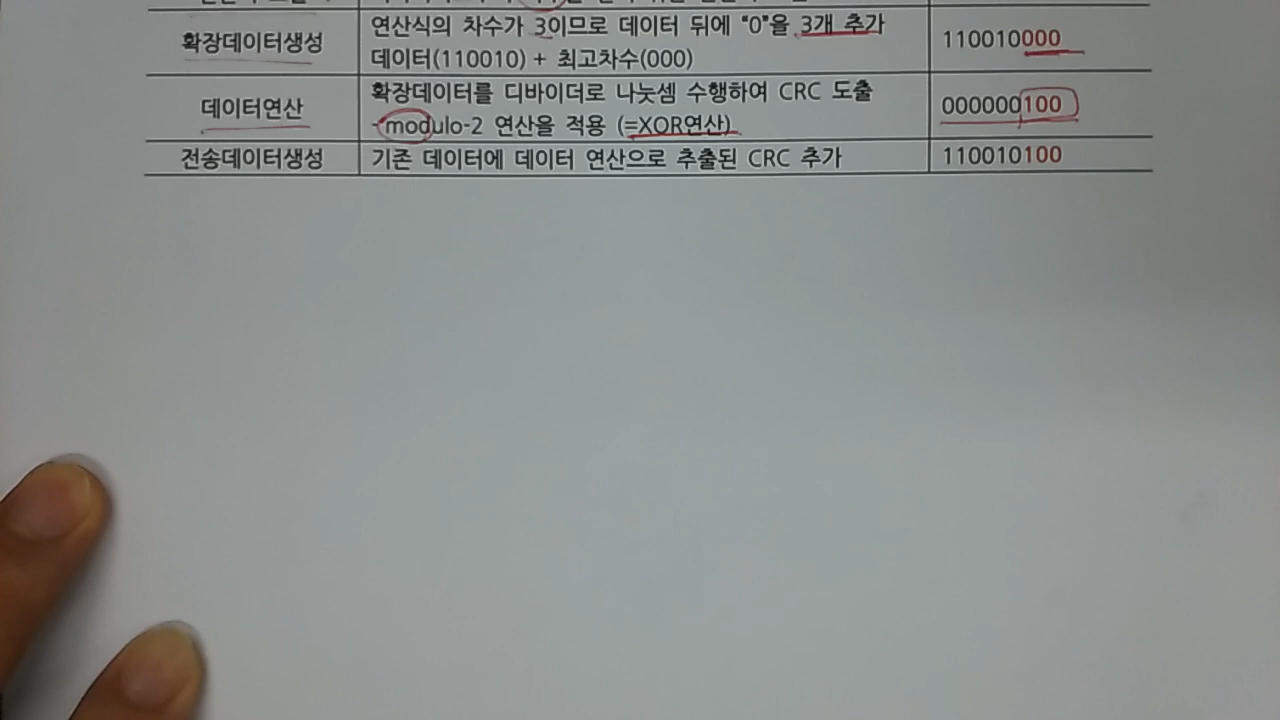 확장데이터생성
연산식의 차수가 3이므로 데이터 뒤에 "0"을 3개 추가
데이터(110010) + 최고차수(000)
110010000
데이터연산
확장데이터를 디바이더로 나눗셈 수행하여 CRC 도출
-modulo-2 연산을 적용 (=XOR연산)
000000100
전송데이터생성
기존 데이터에 데이터 연산으로 추출된 CRC 추가
110010100